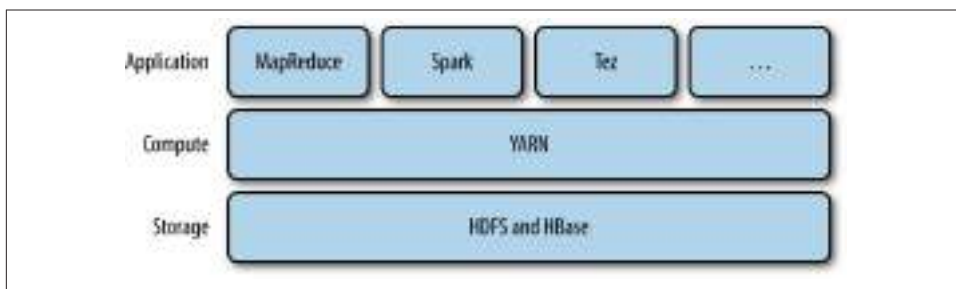 Application MapReduce Spark Tez ...
Compute YARN
Storage HDFS and HBase